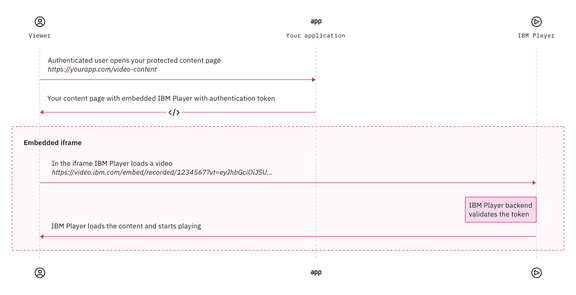 app
Viewer
Your application
IBM Player
Authenticated user opens your protected content page
https://yourapp.com/video-content
Your content page with embedded IBM Player with authentication token
</>
Embedded iframe
In the iframe IBM Player loads a video
https://video.ibm.com/embed/recorded/1234567?vt=eyJhbGciOiJSU...
IBM Player backend
validates the token
IBM Player loads the content and starts playing
app